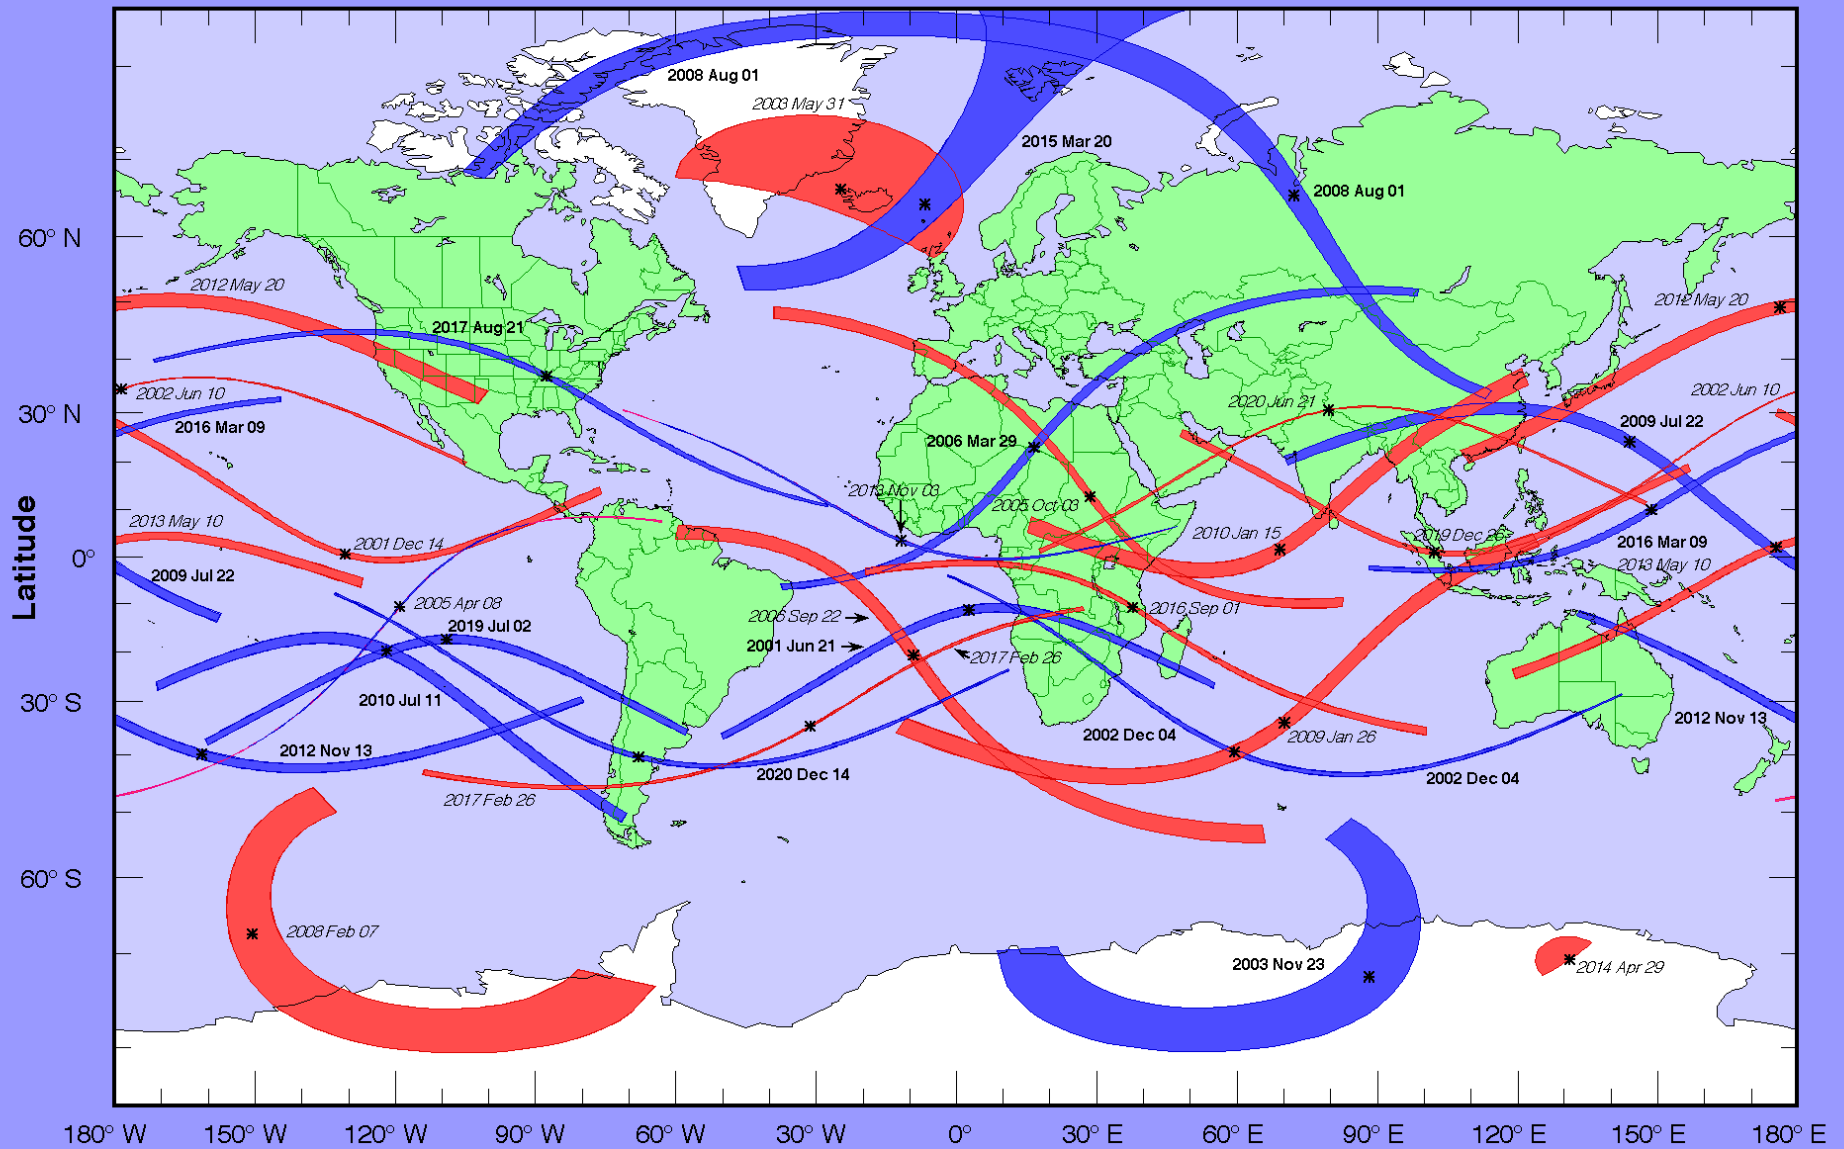 2008 Aug 01
2003 May 31
2015 Mar 20
2008 Aug 01
60° N
2012 May 20
2012 May 20
2017 Aug 21
2002 Jun 10
2002 Jun 10
2020 Jun 21
30° N
2016 Mar 09
2009 Jul 22
2006 Mar 29
2013 Nov 03
2005 Oct 03
2013 May 10
2010 Jan 15
2019 Dec 26
2001 Dec 14
2016 Mar 09
Latitude
0°
2013 May 10
2009 Jul 22
2005 Apr 08
2006 Sep 22
2016 Sep 01
2019 Jul 02
2001 Jun 21
2017 Feb 26
30° S
2010 Jul 11
2012 Nov 13
2002 Dec 04
2009 Jan 26
2012 Nov 13
2020 Dec 14
2002 Dec 04
2017 Feb 26
60° S
2008 Feb 07
2003 Nov 23
2014 Apr 29
180° W 150° W 120° W 90° W 60° W 30° W 0° 30° E 60° E 90° E 120° E 150° E 180° E